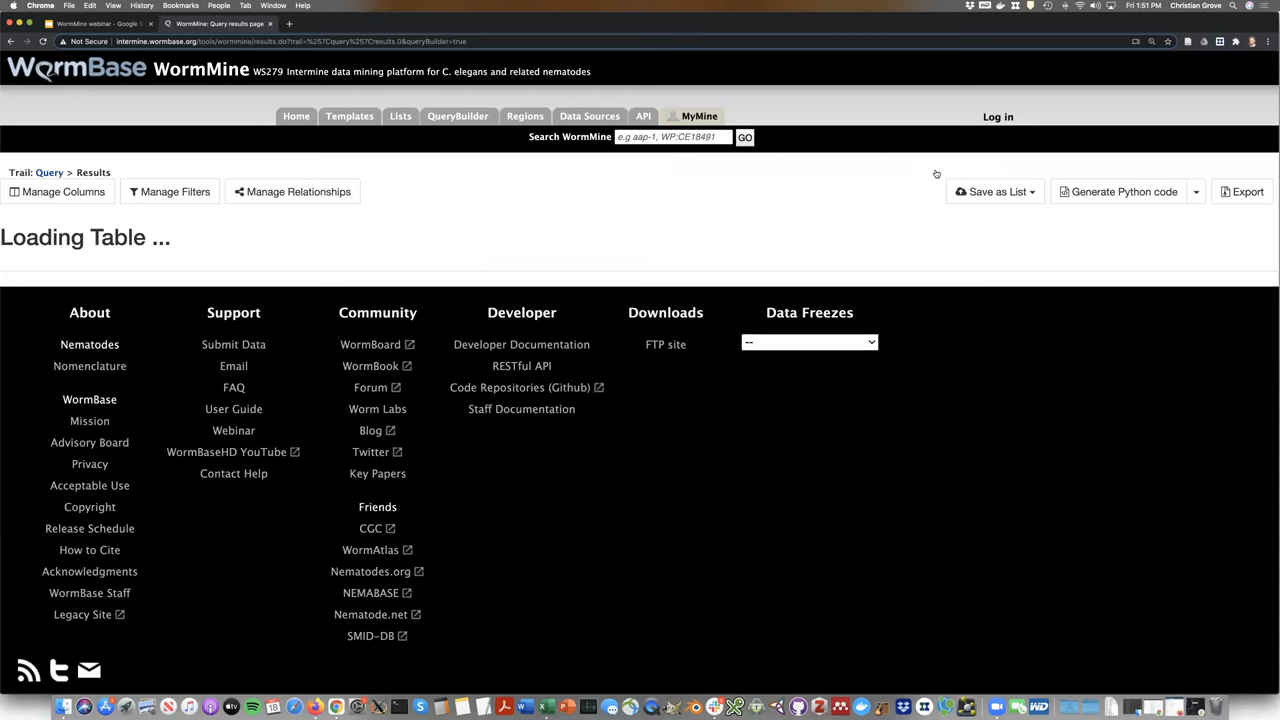 Chrome File Edit View History Bookmarks People Tab Window Help
Fri 1:51 PM Christian Grove
WormMine webinar - Google S
WormMine: Query results page
Not Secure intermine.wormbase.org/tools/wormmine/results.do?trail=%257Cquery%257Cresults.0&queryBuilder=true
WormBase WormMine WS279 Intermine data mining platform for C. elegans and related nematodes
Home Templates Lists QueryBuilder Regions Data Sources API MyMine Log in
Search WormMine e.g aap-1, WP:CE18491 GO
Trail: Query > Results
Manage Columns Manage Filters Manage Relationships Save as List Generate Python code Export
Loading Table ...
About
Nematodes
Nomenclature
WormBase
Mission
Advisory Board
Privacy
Acceptable Use
Copyright
Release Schedule
How to Cite
Acknowledgments
WormBase Staff
Legacy Site
Support
Submit Data
Email
FAQ
User Guide
Webinar
WormBaseHD YouTube
Contact Help
Community
WormBoard
WormBook
Forum
Worm Labs
Blog
Twitter
Key Papers
Friends
CGC
WormAtlas
Nematodes.org
NEMABASE
Nematode.net
SMID-DB
Developer
Developer Documentation
RESTful API
Code Repositories (Github)
Staff Documentation
Downloads
FTP site
Data Freezes
--